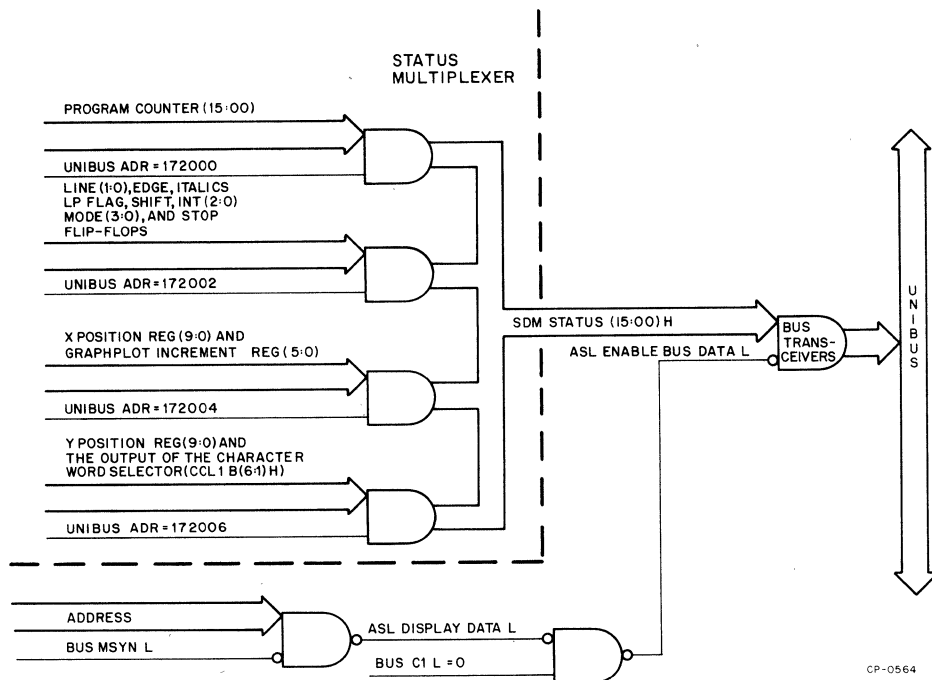 STATUS
MULTIPLEXER
PROGRAM COUNTER (15:00)
UNIBUS ADR = 172000
LINE (1:0), EDGE, ITALICS
LP FLAG, SHIFT, INT (2:0)
MODE (3:0), AND STOP
FLIP-FLOPS
UNIBUS ADR = 172002
X POSITION REG (9:0) AND
GRAPHPLOT INCREMENT REG (5:0)
UNIBUS ADR = 172004
Y POSITION REG (9:0) AND
THE OUTPUT OF THE CHARACTER
WORD SELECTOR (CCL 1 B (6:1) H)
UNIBUS ADR = 172006
SDM STATUS (15:00) H
ASL ENABLE BUS DATA L
BUS
TRANS-
CEIVERS
UNIBUS
ADDRESS
BUS MSYN L
ASL DISPLAY DATA L
BUS C1 L = 0
CP-0564